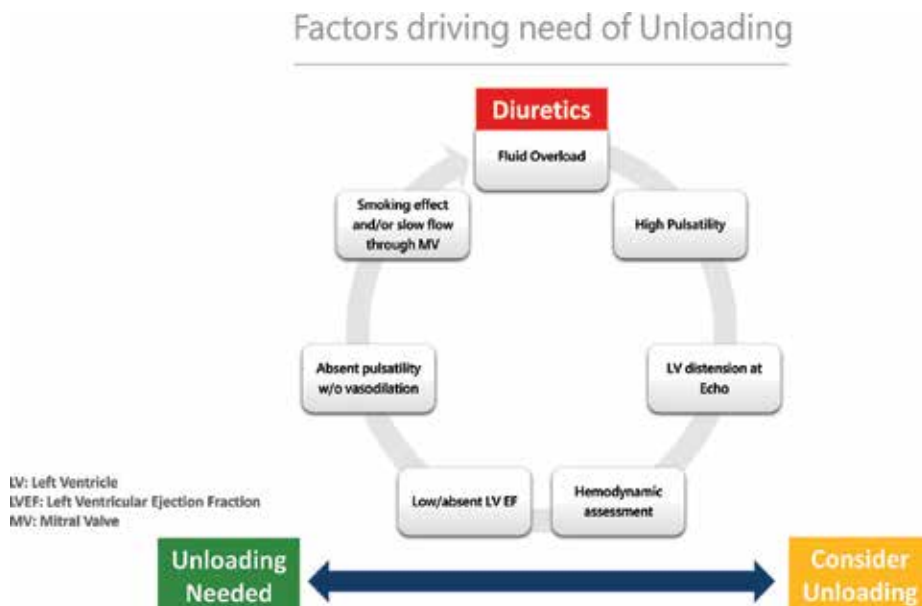 Factors driving need of Unloading
Diuretics
Fluid Overload
High Pulsatility
LV distension at
Echo
Hemodynamic
assessment
Low/absent LV EF
Absent pulsatility
w/o vasodilation
Smoking effect
and/or slow flow
through MV
LV: Left Ventricle
LVEF: Left Ventricular Ejection Fraction
MV: Mitral Valve
Unloading
Needed
Consider
Unloading